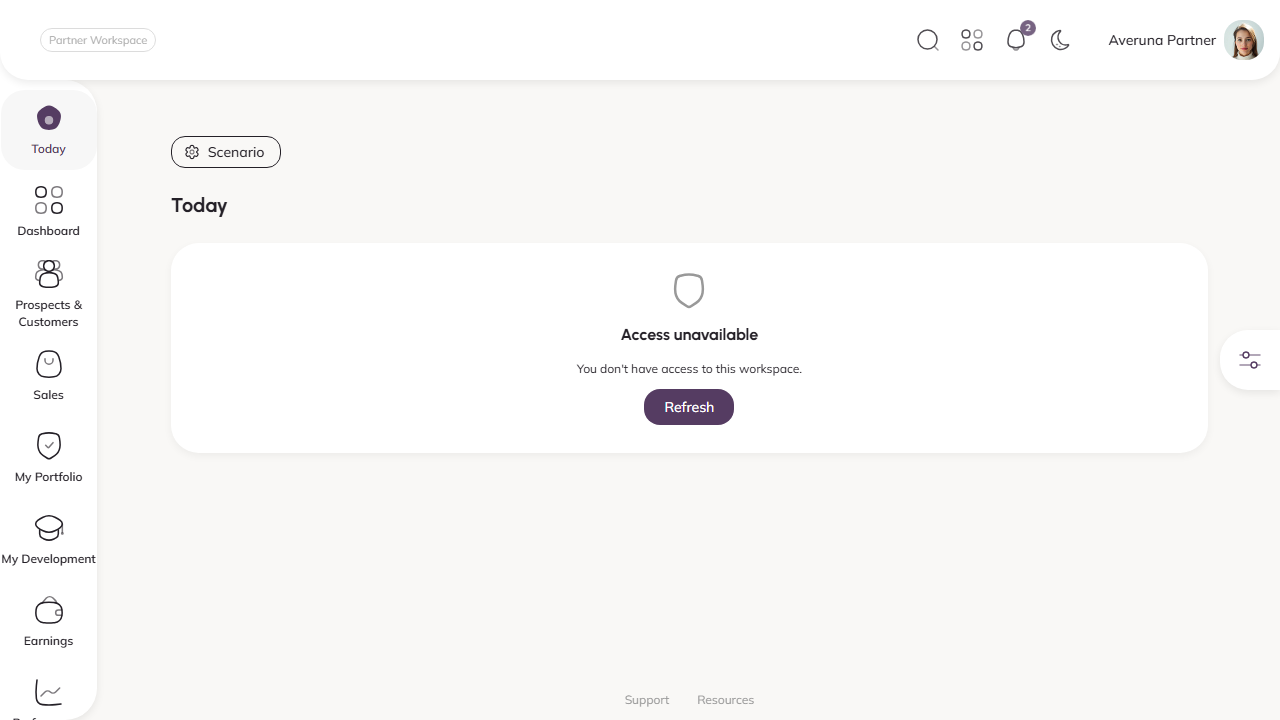 Partner Workspace
2
Averuna Partner
Today
Dashboard
Prospects &
Customers
Sales
My Portfolio
My Development
Earnings
Scenario
Today
Access unavailable
You don't have access to this workspace.
Refresh
Support
Resources